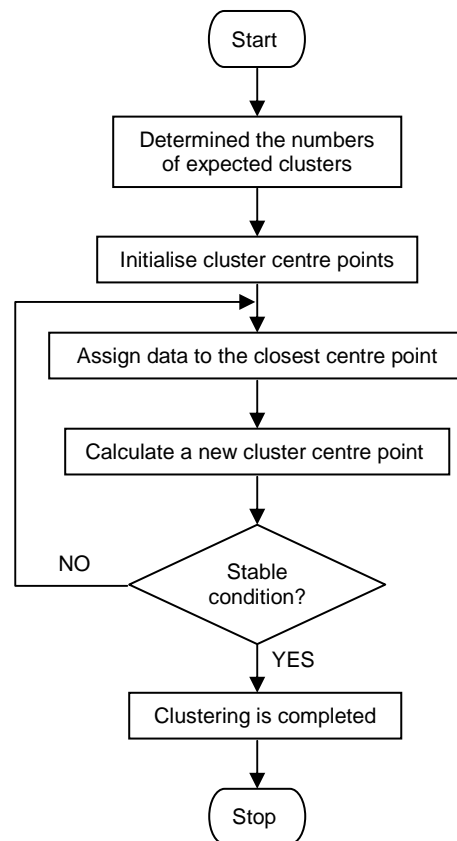 Start
Determined the numbers
of expected clusters
Initialise cluster centre points
Assign data to the closest centre point
Calculate a new cluster centre point
NO
Stable
condition?
YES
Clustering is completed
Stop